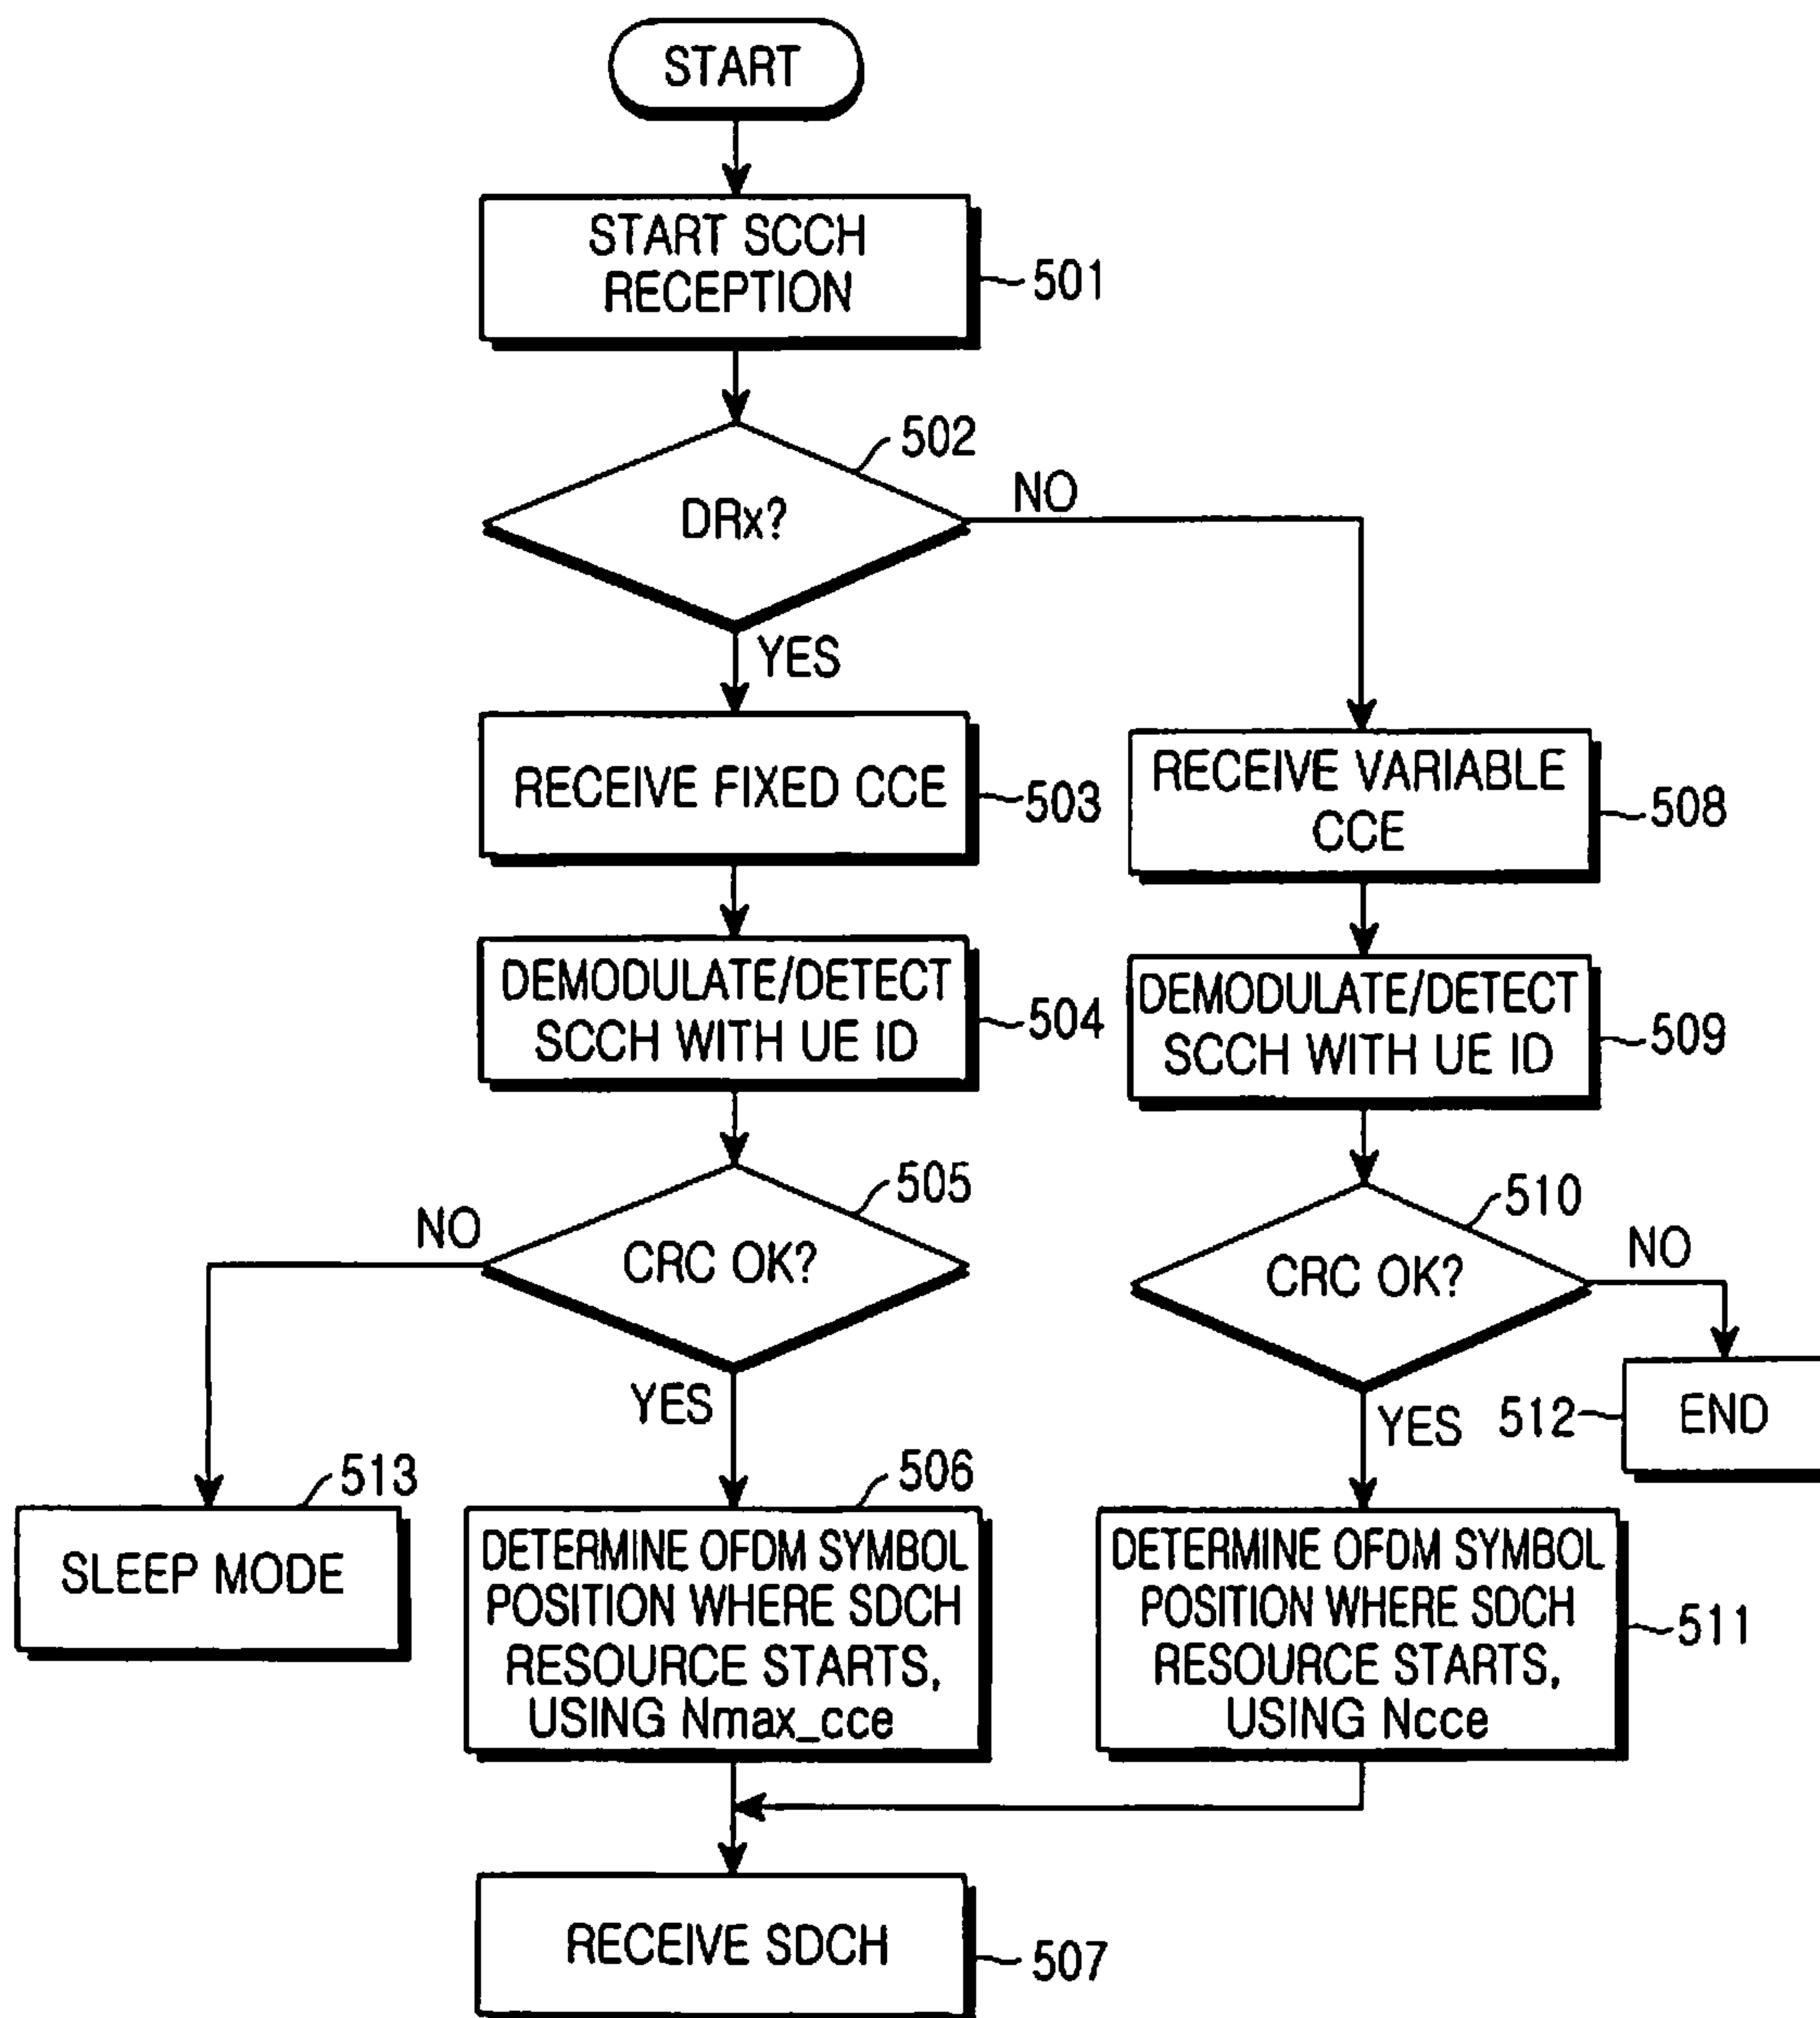 START
START SCCH
RECEPTION
501
502
DRx?
NO
YES
RECEIVE FIXED CCE
503
RECEIVE VARIABLE
CCE
508
DEMODULATE/DETECT
SCCH WITH UE ID
504
DEMODULATE/DETECT
SCCH WITH UE ID
509
505
CRC OK?
NO
YES
510
CRC OK?
NO
YES
512
END
513
SLEEP MODE
506
DETERMINE OFDM SYMBOL
POSITION WHERE SDCH
RESOURCE STARTS,
USING Nmax_cce
DETERMINE OFDM SYMBOL
POSITION WHERE SDCH
RESOURCE STARTS,
USING Ncce
511
RECEIVE SDCH
507